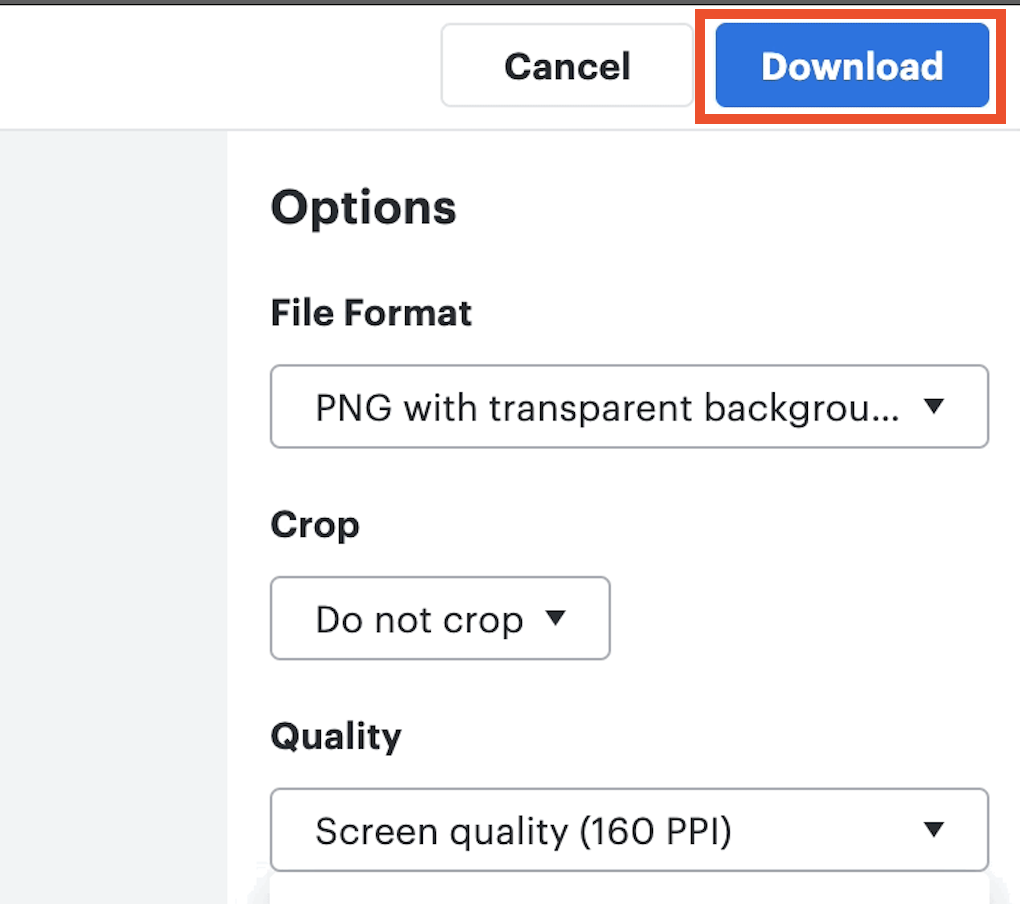 Cancel
Download
Options
File Format
PNG with transparent backgrou...
Crop
Do not crop
Quality
Screen quality (160 PPI)